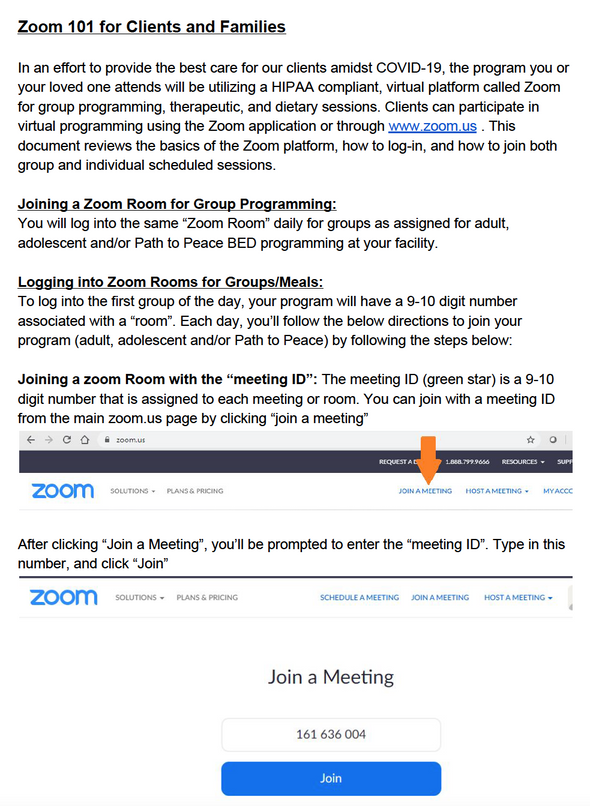 Zoom 101 for Clients and Families
In an effort to provide the best care for our clients amidst COVID-19, the program you or
your loved one attends will be utilizing a HIPAA compliant, virtual platform called Zoom
for group programming, therapeutic, and dietary sessions. Clients can participate in
virtual programming using the Zoom application or through www.zoom.us . This
document reviews the basics of the Zoom platform, how to log-in, and how to join both
group and individual scheduled sessions.
Joining a Zoom Room for Group Programming:
You will log into the same “Zoom Room” daily for groups as assigned for adult,
adolescent and/or Path to Peace BED programming at your facility.
Logging into Zoom Rooms for Groups/Meals:
To log into the first group of the day, your program will have a 9-10 digit number
associated with a “room”. Each day, you’ll follow the below directions to join your
program (adult, adolescent and/or Path to Peace) by following the steps below:
Joining a zoom Room with the “meeting ID”: The meeting ID (green star) is a 9-10
digit number that is assigned to each meeting or room. You can join with a meeting ID
from the main zoom.us page by clicking “join a meeting”
zoom.us
REQUEST A 1.888.799.9666 RESOURCES SUPP
zoom SOLUTIONS PLANS & PRICING JOIN A MEETING HOST A MEETING MY ACCO
After clicking “Join a Meeting”, you’ll be prompted to enter the “meeting ID”. Type in this
number, and click “Join”
zoom SOLUTIONS PLANS & PRICING SCHEDULE A MEETING JOIN A MEETING HOST A MEETING
Join a Meeting
161 636 004
Join